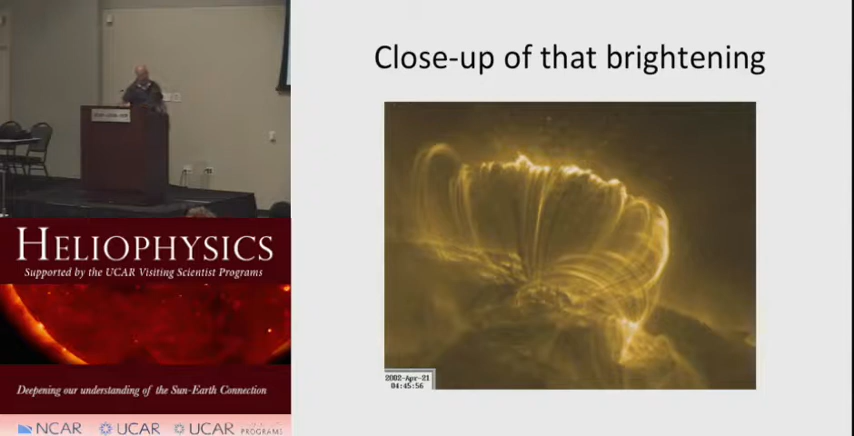 Close-up of that brightening
2002-Apr-21
04:45:56
HELIOPHYSICS
Supported by the UCAR Visiting Scientist Programs
Deepening our understanding of the Sun-Earth Connection
NCAR
UCAR
UCAR PROGRAMS